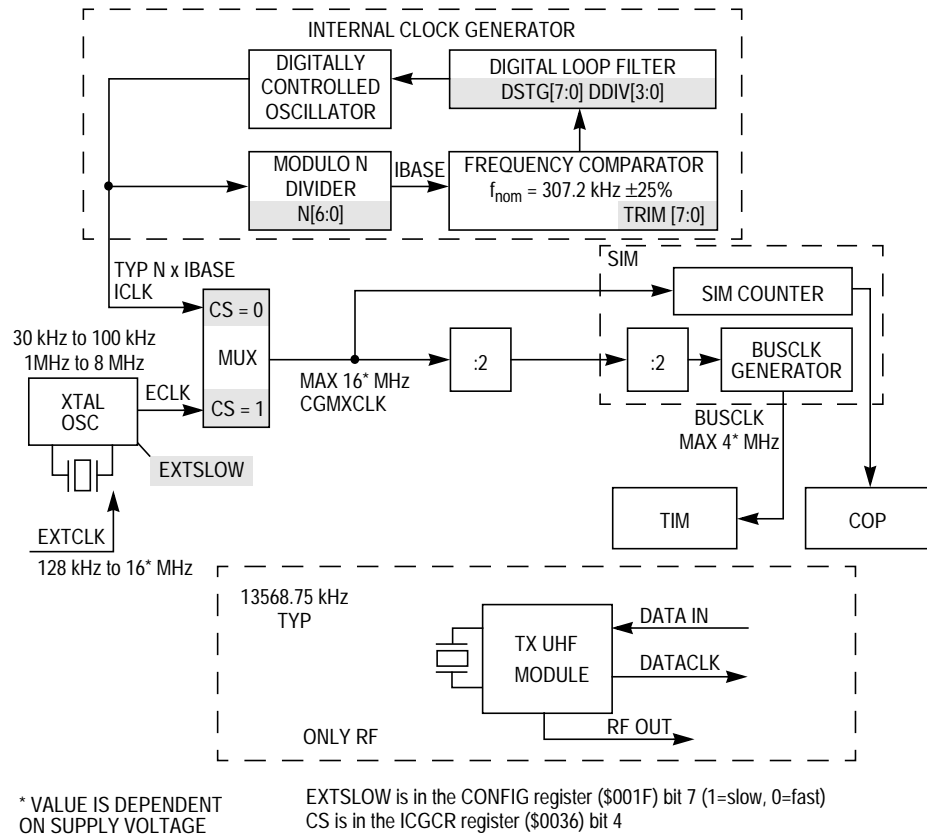 INTERNAL CLOCK GENERATOR
DIGITALLY
CONTROLLED
OSCILLATOR
DIGITAL LOOP FILTER
DSTG[7:0] DDIV[3:0]
MODULO N
DIVIDER
N[6:0]
IBASE
FREQUENCY COMPARATOR
fnom = 307.2 kHz ±25%
TRIM [7:0]
TYP N x IBASE
ICLK
SIM
CS = 0
MUX
CS = 1
SIM COUNTER
30 kHz to 100 kHz
1MHz to 8 MHz
XTAL
OSC
ECLK
EXTSLOW
MAX 16* MHz
CGMXCLK
:2
:2
BUSCLK
GENERATOR
BUSCLK
MAX 4* MHz
TIM
COP
EXTCLK
128 kHz to 16* MHz
13568.75 kHz
TYP
TX UHF
MODULE
DATA IN
DATACLK
RF OUT
ONLY RF
* VALUE IS DEPENDENT
ON SUPPLY VOLTAGE
EXTSLOW is in the CONFIG register ($001F) bit 7 (1=slow, 0=fast)
CS is in the ICGCR register ($0036) bit 4